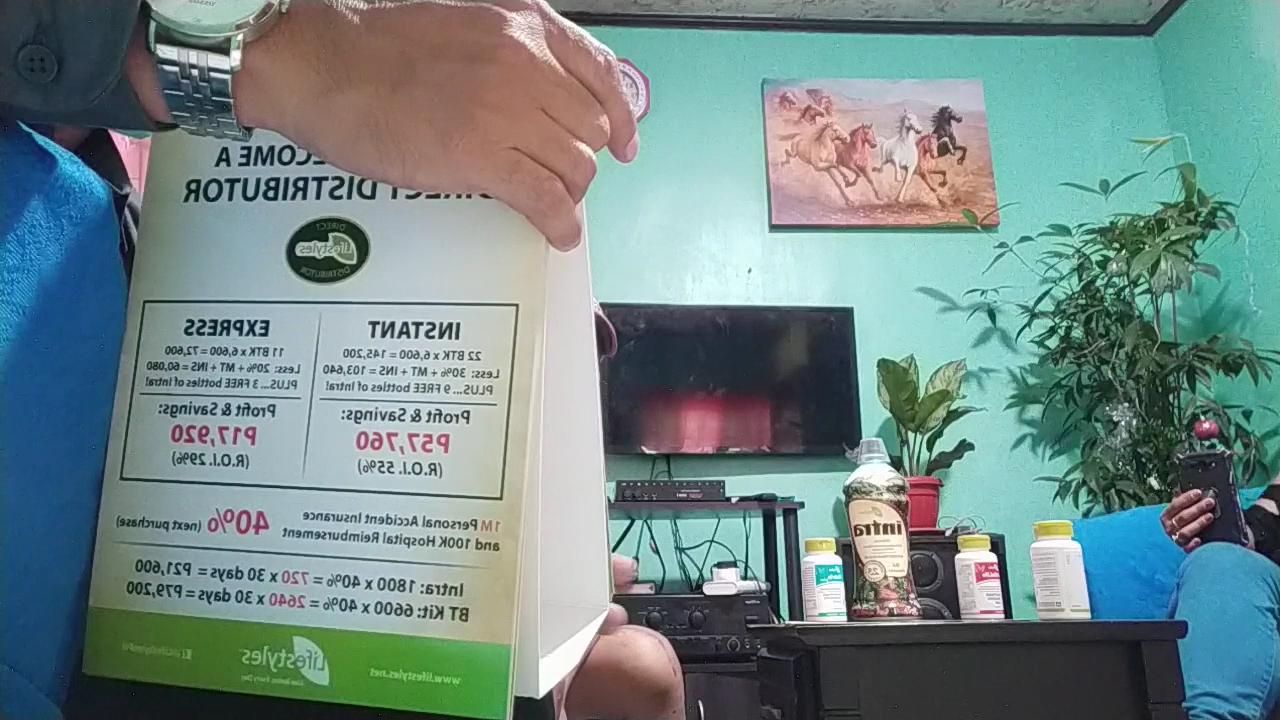 BECOME A
DIRECT DISTRIBUTOR
DIRECT
Lifestyles
DISTRIBUTOR
INSTANT
22 BTK x 6,600 = 145,200
Less: 30% + MT + INS = 103,640
PLUS... 9 FREE bottles of Intra!
Profit & Savings:
P57,760
(R.O.I. 55%)
EXPRESS
11 BTK x 6,600 = 72,600
Less: 20% + MT + INS = 60,080
PLUS... 3 FREE bottles of Intra!
Profit & Savings:
P17,920
(R.O.I. 29%)
1M Personal Accident Insurance
and 100K Hospital Reimbursement
40% (next purchase)
Intra: 1800 x 40% = 720 x 30 days = P21,600
BT Kit: 6600 x 40% = 2640 x 30 days = P79,200
www.lifestyles.net
Lifestyles
intra